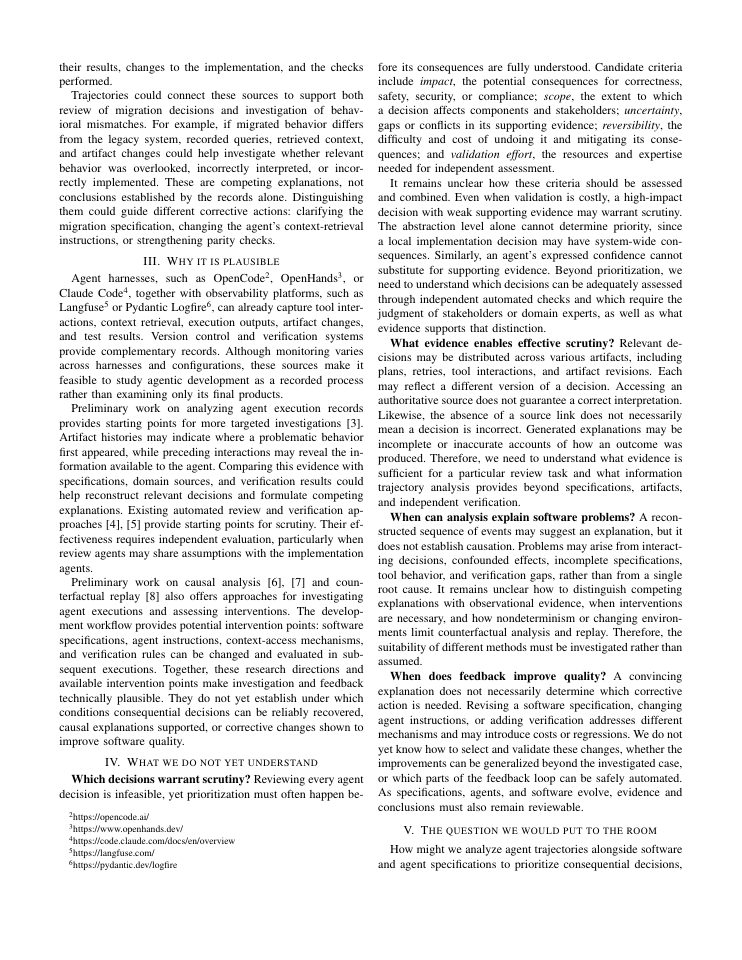 their results, changes to the implementation, and the checks
performed.
Trajectories could connect these sources to support both
review of migration decisions and investigation of behav-
ioral mismatches. For example, if migrated behavior differs
from the legacy system, recorded queries, retrieved context,
and artifact changes could help investigate whether relevant
behavior was overlooked, incorrectly interpreted, or incor-
rectly implemented. These are competing explanations, not
conclusions established by the records alone. Distinguishing
them could guide different corrective actions: clarifying the
migration specification, changing the agent's context-retrieval
instructions, or strengthening parity checks.
III. WHY IT IS PLAUSIBLE
Agent harnesses, such as OpenCode2, OpenHands3, or
Claude Code4, together with observability platforms, such as
Langfuse5 or Pydantic Logfire6, can already capture tool inter-
actions, context retrieval, execution outputs, artifact changes,
and test results. Version control and verification systems
provide complementary records. Although monitoring varies
across harnesses and configurations, these sources make it
feasible to study agentic development as a recorded process
rather than examining only its final products.
Preliminary work on analyzing agent execution records
provides starting points for more targeted investigations [3].
Artifact histories may indicate where a problematic behavior
first appeared, while preceding interactions may reveal the in-
formation available to the agent. Comparing this evidence with
specifications, domain sources, and verification results could
help reconstruct relevant decisions and formulate competing
explanations. Existing automated review and verification ap-
proaches [4], [5] provide starting points for scrutiny. Their ef-
fectiveness requires independent evaluation, particularly when
review agents may share assumptions with the implementation
agents.
Preliminary work on causal analysis [6], [7] and coun-
terfactual replay [8] also offers approaches for investigating
agent executions and assessing interventions. The develop-
ment workflow provides potential intervention points: software
specifications, agent instructions, context-access mechanisms,
and verification rules can be changed and evaluated in sub-
sequent executions. Together, these research directions and
available intervention points make investigation and feedback
technically plausible. They do not yet establish under which
conditions consequential decisions can be reliably recovered,
causal explanations supported, or corrective changes shown to
improve software quality.
IV. WHAT WE DO NOT YET UNDERSTAND
Which decisions warrant scrutiny? Reviewing every agent
decision is infeasible, yet prioritization must often happen be-
2https://opencode.ai/
3https://www.openhands.dev/
4https://code.claude.com/docs/en/overview
5https://langfuse.com/
6https://pydantic.dev/logfire
fore its consequences are fully understood. Candidate criteria
include impact, the potential consequences for correctness,
safety, security, or compliance; scope, the extent to which
a decision affects components and stakeholders; uncertainty,
gaps or conflicts in its supporting evidence; reversibility, the
difficulty and cost of undoing it and mitigating its conse-
quences; and validation effort, the resources and expertise
needed for independent assessment.
It remains unclear how these criteria should be assessed
and combined. Even when validation is costly, a high-impact
decision with weak supporting evidence may warrant scrutiny.
The abstraction level alone cannot determine priority, since
a local implementation decision may have system-wide con-
sequences. Similarly, an agent's expressed confidence cannot
substitute for supporting evidence. Beyond prioritization, we
need to understand which decisions can be adequately assessed
through independent automated checks and which require the
judgment of stakeholders or domain experts, as well as what
evidence supports that distinction.
What evidence enables effective scrutiny? Relevant de-
cisions may be distributed across various artifacts, including
plans, retries, tool interactions, and artifact revisions. Each
may reflect a different version of a decision. Accessing an
authoritative source does not guarantee a correct interpretation.
Likewise, the absence of a source link does not necessarily
mean a decision is incorrect. Generated explanations may be
incomplete or inaccurate accounts of how an outcome was
produced. Therefore, we need to understand what evidence is
sufficient for a particular review task and what information
trajectory analysis provides beyond specifications, artifacts,
and independent verification.
When can analysis explain software problems? A recon-
structed sequence of events may suggest an explanation, but it
does not establish causation. Problems may arise from interact-
ing decisions, confounded effects, incomplete specifications,
tool behavior, and verification gaps, rather than from a single
root cause. It remains unclear how to distinguish competing
explanations with observational evidence, when interventions
are necessary, and how nondeterminism or changing environ-
ments limit counterfactual analysis and replay. Therefore, the
suitability of different methods must be investigated rather than
assumed.
When does feedback improve quality? A convincing
explanation does not necessarily determine which corrective
action is needed. Revising a software specification, changing
agent instructions, or adding verification addresses different
mechanisms and may introduce costs or regressions. We do not
yet know how to select and validate these changes, whether the
improvements can be generalized beyond the investigated case,
or which parts of the feedback loop can be safely automated.
As specifications, agents, and software evolve, evidence and
conclusions must also remain reviewable.
V. THE QUESTION WE WOULD PUT TO THE ROOM
How might we analyze agent trajectories alongside software
and agent specifications to prioritize consequential decisions,